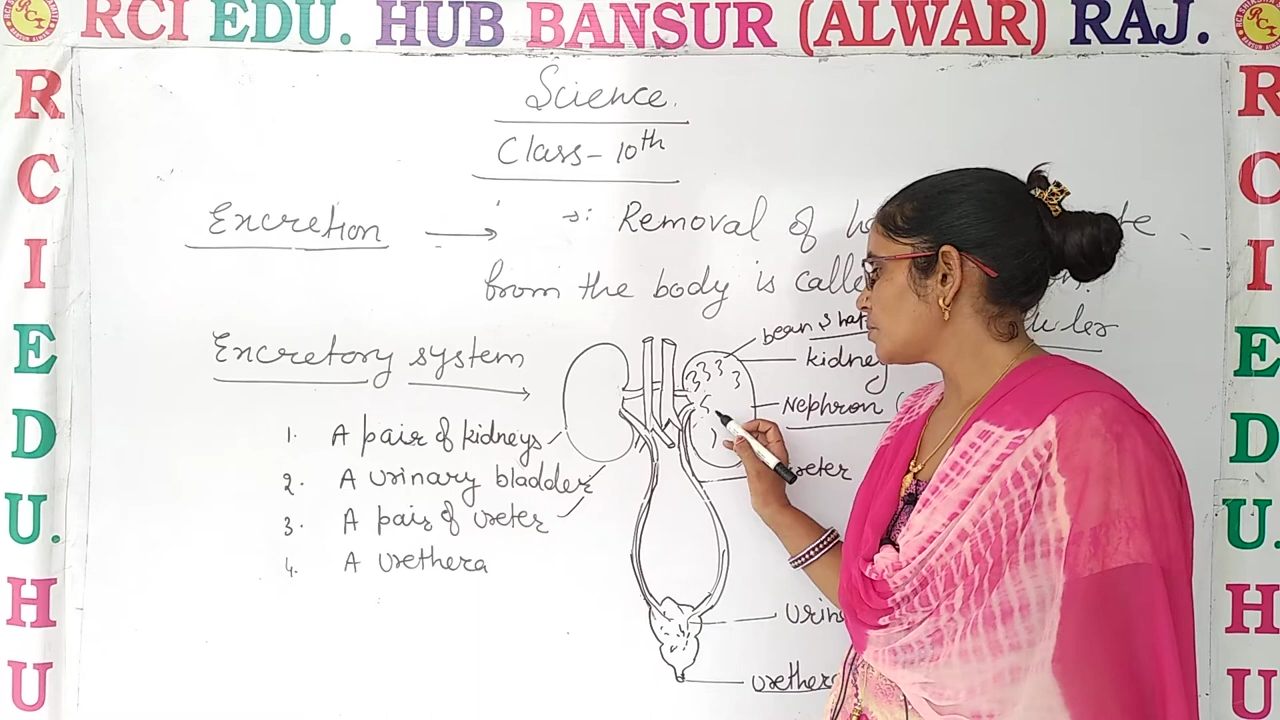 RCI EDU. HUB BANSUR (ALWAR) RAJ.
R
C
I
E
D
U.
H
U
R
C
I
E
D
U.
H
U
Science.
Class - 10th
Excretion → Removal of
from the body is
Excretory system →
1. A pair of kidneys
2. A urinary bladder
3. A pair of ureter
4. A urethera
bean
kidney
Nephron (
urethera